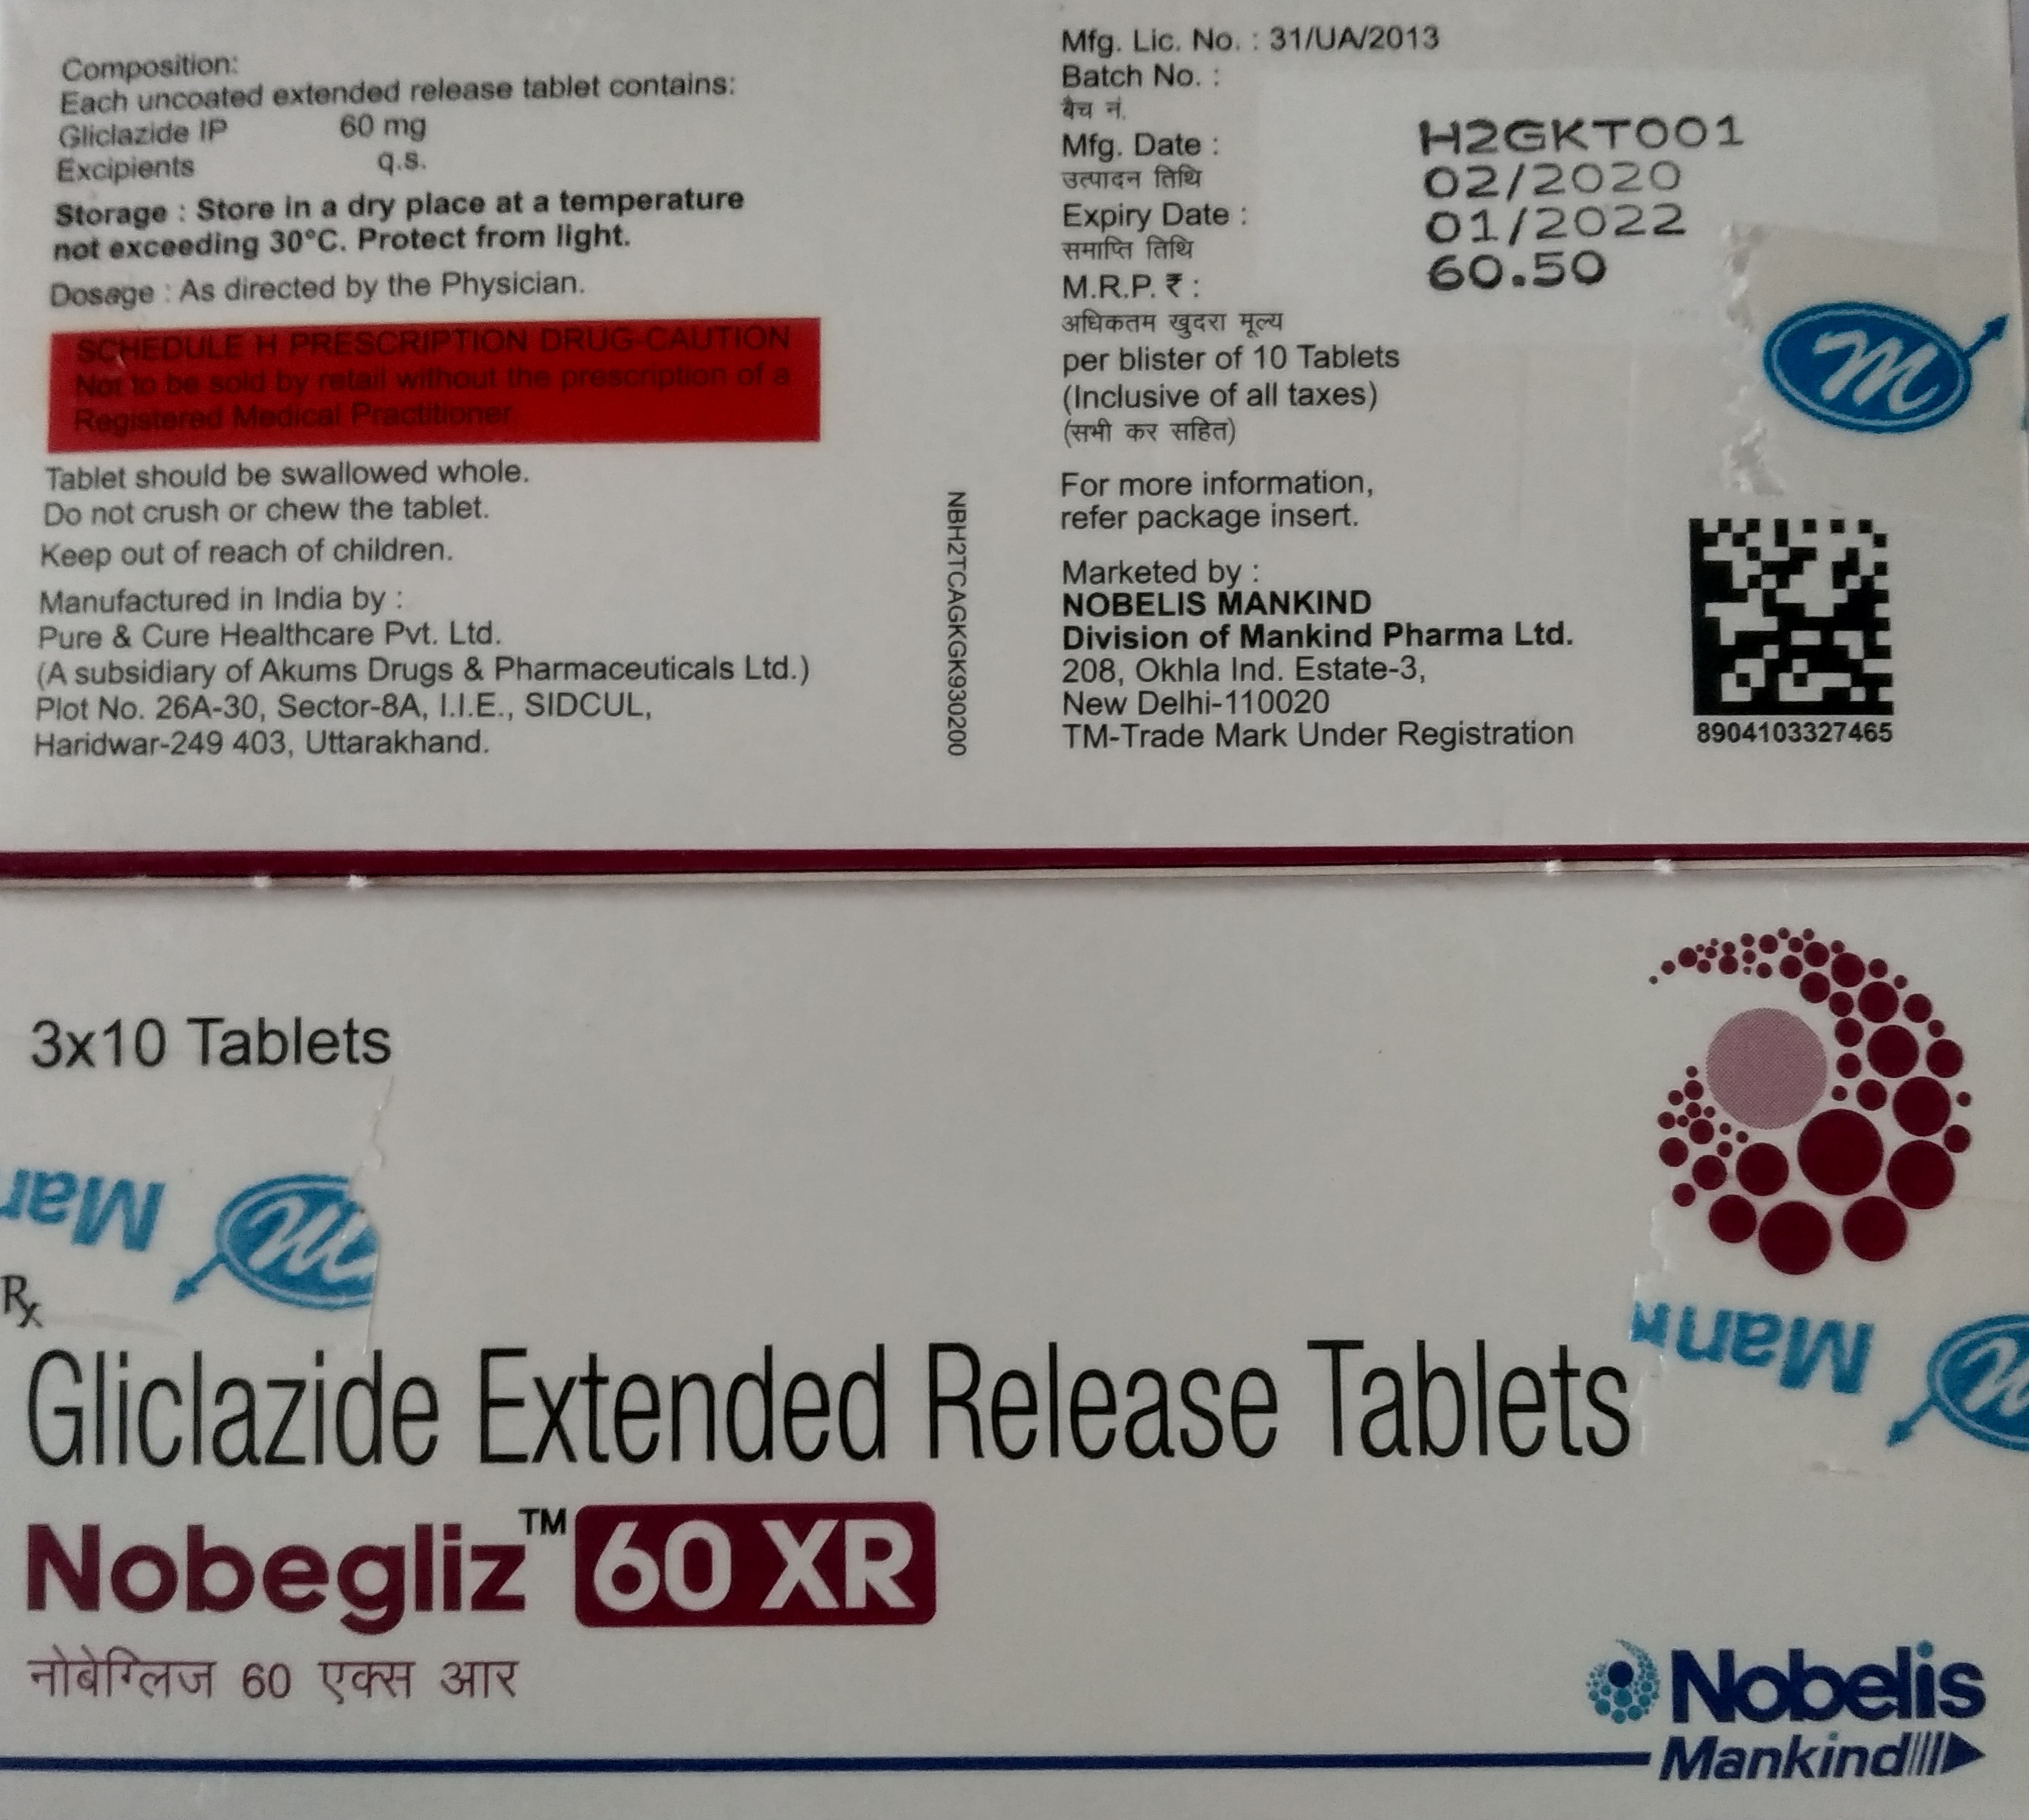 Composition:
Each uncoated extended release tablet contains:
Gliclazide IP 60 mg
Excipients q.s.
Storage : Store in a dry place at a temperature
not exceeding 30°C. Protect from light.
Dosage : As directed by the Physician.
SCHEDULE H PRESCRIPTION DRUG-CAUTION
Not to be sold by retail without the prescription of a
Registered Medical Practitioner
Tablet should be swallowed whole.
Do not crush or chew the tablet.
Keep out of reach of children.
Manufactured in India by :
Pure & Cure Healthcare Pvt. Ltd.
(A subsidiary of Akums Drugs & Pharmaceuticals Ltd.)
Plot No. 26A-30, Sector-8A, I.I.E., SIDCUL,
Haridwar-249 403, Uttarakhand.
NBH2TCAGKGK930200
Mfg. Lic. No. : 31/UA/2013
Batch No. :
बैच नं.
H2GKT001
Mfg. Date :
उत्पादन तिथि
02/2020
Expiry Date :
समाप्ति तिथि
01/2022
M.R.P. ₹ :
60.50
अधिकतम खुदरा मूल्य
per blister of 10 Tablets
(Inclusive of all taxes)
(सभी कर सहित)
For more information,
refer package insert.
Marketed by :
NOBELIS MANKIND
Division of Mankind Pharma Ltd.
208, Okhla Ind. Estate-3,
New Delhi-110020
TM-Trade Mark Under Registration
M
8904103327465
3x10 Tablets
Mar
M
Rx
Mank
M
Gliclazide Extended Release Tablets
Nobegliz™ 60 XR
नोबेग्लिज 60 एक्स आर
Nobelis
Mankind